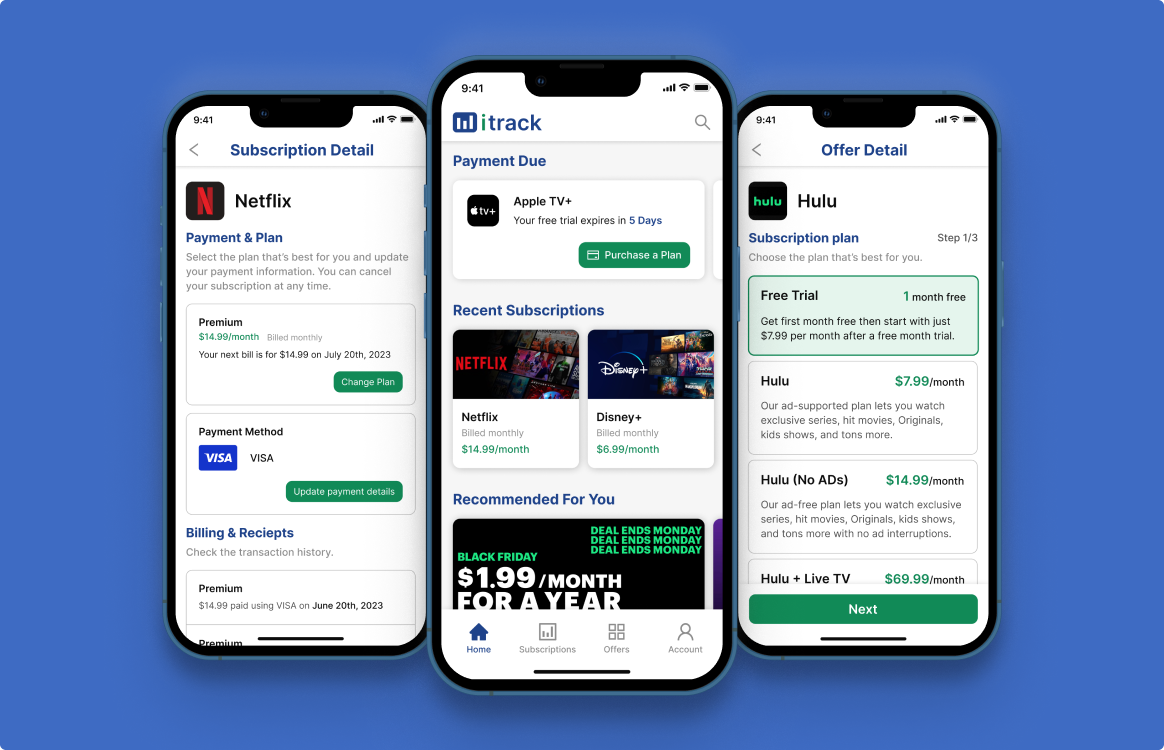 9:41
Subscription Detail
N
Netflix
Payment & Plan
Select the plan that's best for you and update
your payment information. You can cancel
your subscription at any time.
Premium
$14.99/month Billed monthly
Your next bill is for $14.99 on July 20th, 2023
Change Plan
Payment Method
VISA VISA
Update payment details
Billing & Reciepts
Check the transaction history.
Premium
$14.99 paid using VISA on June 20th, 2023
Premium
9:41
itrack
Payment Due
tv+
Apple TV+
Your free trial expires in 5 Days
Purchase a Plan
Recent Subscriptions
NETFLIX
Netflix
Billed monthly
$14.99/month
Disney+
Disney+
Billed monthly
$6.99/month
Recommended For You
DEAL ENDS MONDAY
DEAL ENDS MONDAY
DEAL ENDS MONDAY
BLACK FRIDAY
$1.99/MONTH
FOR A YEAR
Home Subscriptions Offers Account
9:41
Offer Detail
hulu
Hulu
Subscription plan Step 1/3
Choose the plan that's best for you.
Free Trial 1 month free
Get first month free then start with just
$7.99 per month after a free month trial.
Hulu $7.99/month
Our ad-supported plan lets you watch
exclusive series, hit movies, Originals,
kids shows, and tons more.
Hulu (No ADs) $14.99/month
Our ad-free plan lets you watch exclusive
series, hit movies, Originals, kids shows,
and tons more with no ad interruptions.
Hulu + Live TV $69.99/month
Next